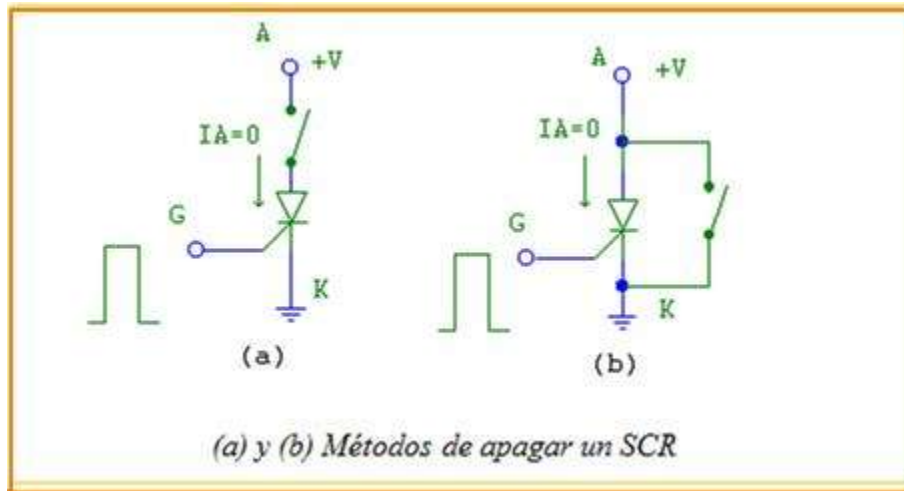 A
+V
IA=0
G
K
(a)
A
+V
IA=0
G
K
(b)
(a) y (b) Métodos de apagar un SCR